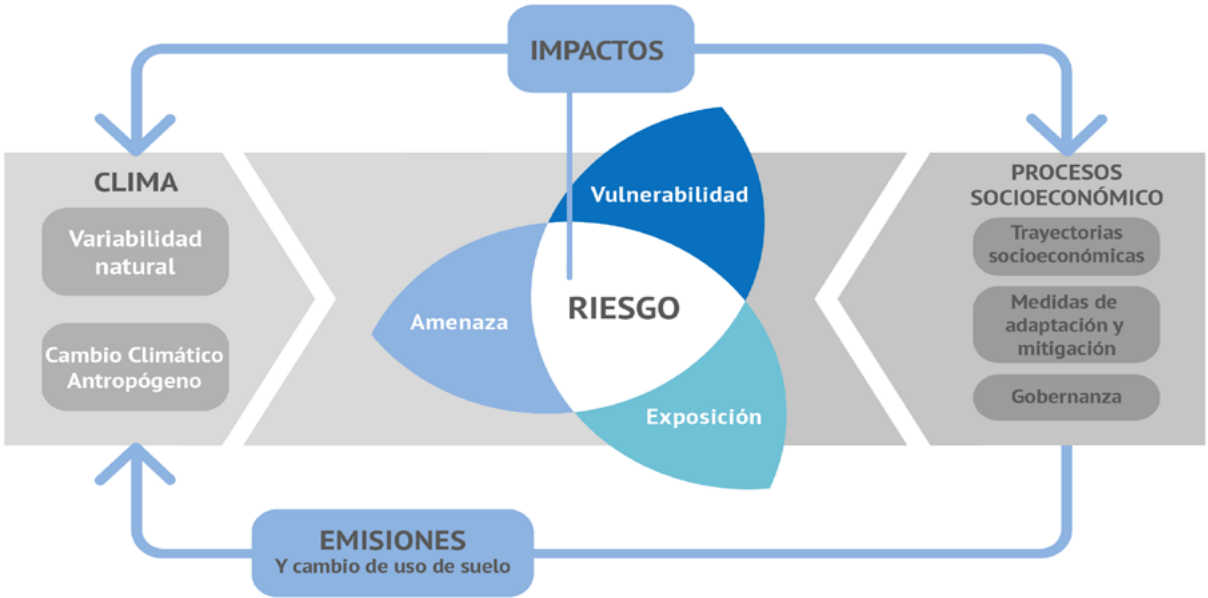 IMPACTOS
CLIMA
Variabilidad
natural
Cambio Climático
Antropógeno
Vulnerabilidad
Amenaza
RIESGO
Exposición
PROCESOS
SOCIOECONÓMICO
Trayectorias
socioeconómicas
Medidas de
adaptación y
mitigación
Gobernanza
EMISIONES
Y cambio de uso de suelo